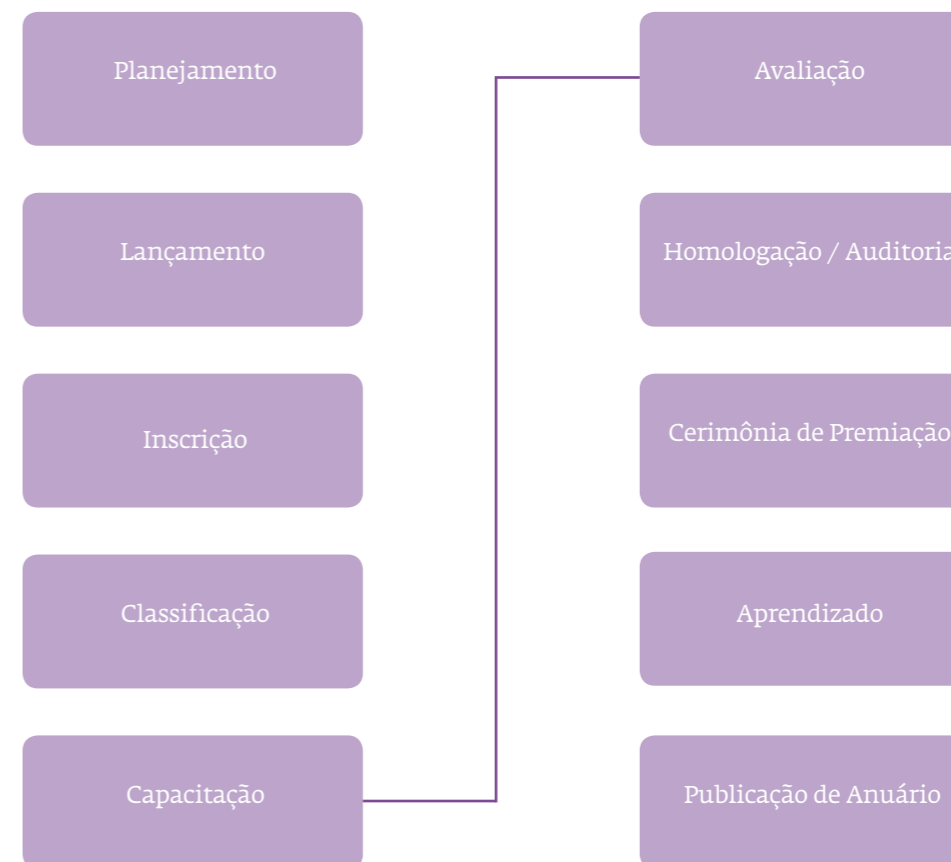 Planejamento
Lançamento
Inscrição
Classificação
Capacitação
Avaliação
Homologação / Auditoria
Cerimônia de Premiação
Aprendizado
Publicação de Anuário